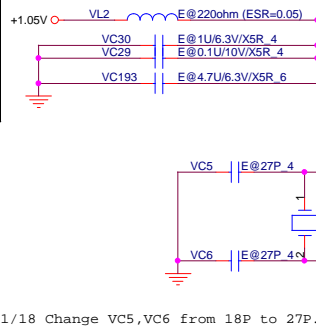 +1.05V VL2 E@220ohm (ESR=0.05)
VC30 E@1U/6.3V/X5R_4
VC29 E@0.1U/10V/X5R_4
VC193 E@4.7U/6.3V/X5R_6
VC5 E@27P_4
1
VC6 E@27P_4 2
1/18 Change VC5,VC6 from 18P to 27P.